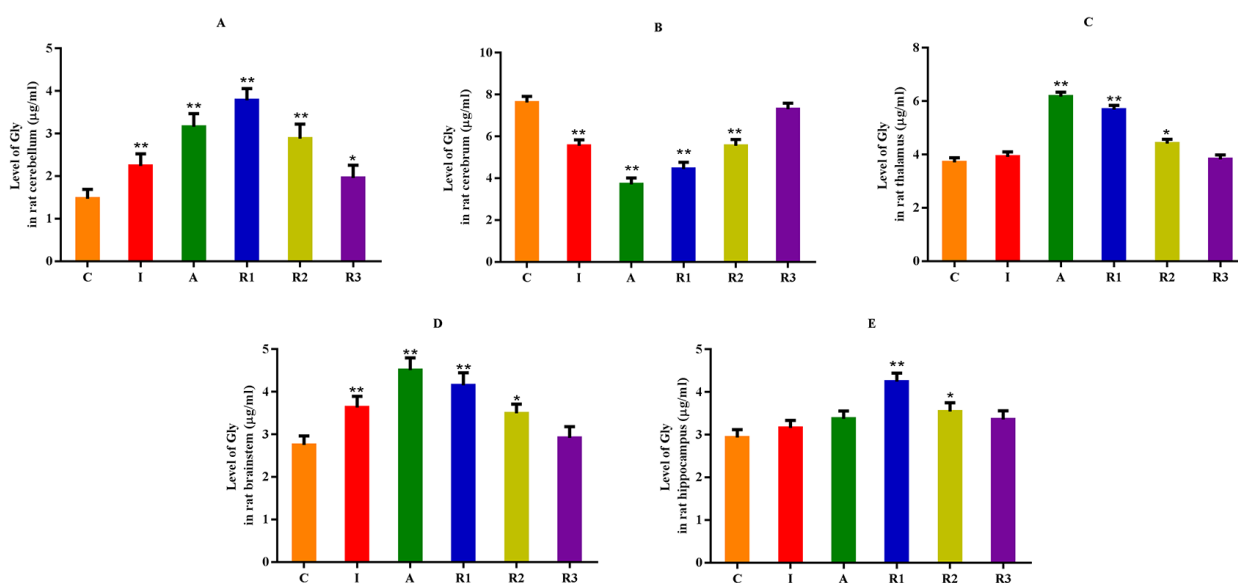 A
Level of Gly
in rat cerebellum (μg/ml)
5
4
3
2
1
0
**
**
**
**
*
C I A R1 R2 R3
B
Level of Gly
in rat cerebrum (μg/ml)
10
8
6
4
2
0
**
**
**
**
C I A R1 R2 R3
C
Level of Gly
in rat thalamus (μg/ml)
8
6
4
2
0
**
**
*
C I A R1 R2 R3
D
Level of Gly
in rat brainstem (μg/ml)
5
4
3
2
1
0
**
**
**
*
C I A R1 R2 R3
E
Level of Gly
in rat hippocampus (μg/ml)
5
4
3
2
1
0
**
*
C I A R1 R2 R3